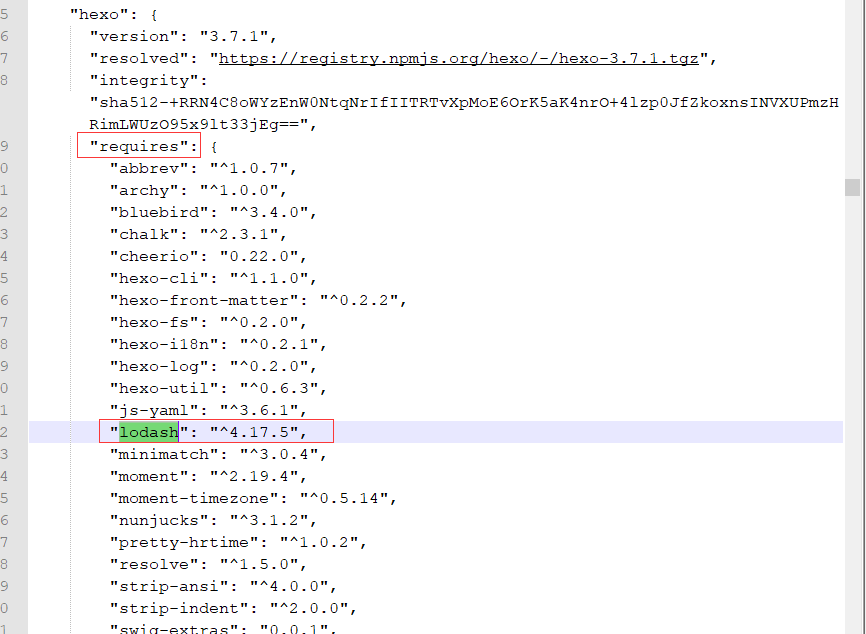 5 "hexo": {
6 "version": "3.7.1",
7 "resolved": "https://registry.npmjs.org/hexo/-/hexo-3.7.1.tgz",
8 "integrity":
"sha512-+RRN4C8oWYzEnW0NtqNrIfIITRTvXpMoE6OrK5aK4nrO+4lzp0JfZkoxnsINVXUPmzH
RimLWUzO95x9lt33jEg==",
9 "requires": {
0 "abbrev": "^1.0.7",
1 "archy": "^1.0.0",
2 "bluebird": "^3.4.0",
3 "chalk": "^2.3.1",
4 "cheerio": "0.22.0",
5 "hexo-cli": "^1.1.0",
6 "hexo-front-matter": "^0.2.2",
7 "hexo-fs": "^0.2.0",
8 "hexo-i18n": "^0.2.1",
9 "hexo-log": "^0.2.0",
0 "hexo-util": "^0.6.3",
1 "js-yaml": "^3.6.1",
2 "lodash": "^4.17.5",
3 "minimatch": "^3.0.4",
4 "moment": "^2.19.4",
5 "moment-timezone": "^0.5.14",
6 "nunjucks": "^3.1.2",
7 "pretty-hrtime": "^1.0.2",
8 "resolve": "^1.5.0",
9 "strip-ansi": "^4.0.0",
0 "strip-indent": "^2.0.0",
1 "swig-extras": "0.0.1",